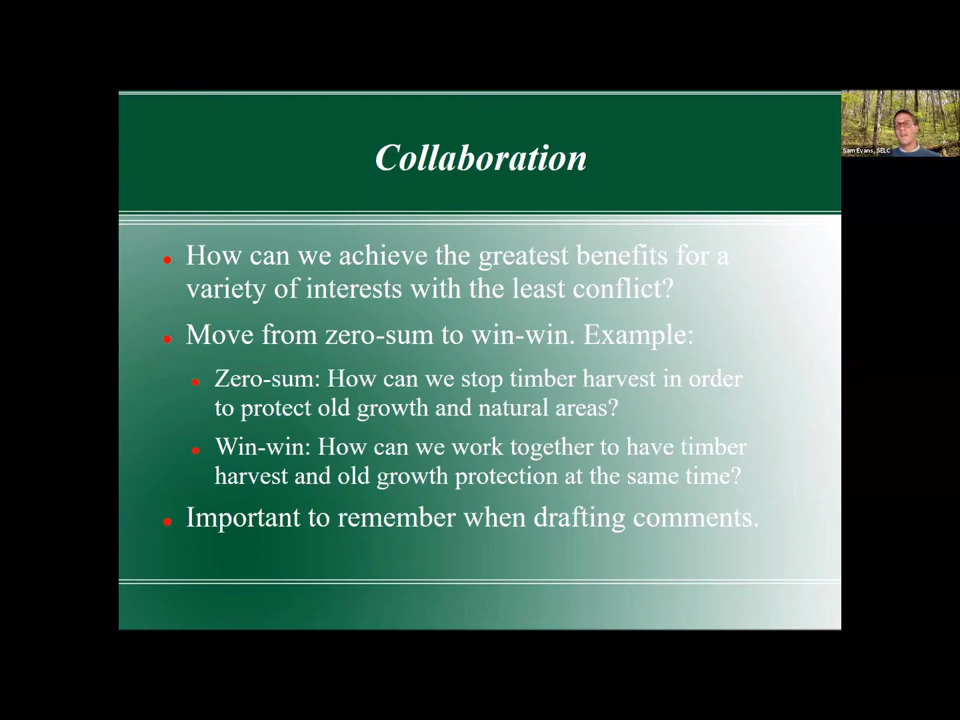 Collaboration
Sam Evans, SELC
How can we achieve the greatest benefits for a
variety of interests with the least conflict?
Move from zero-sum to win-win. Example:
Zero-sum: How can we stop timber harvest in order
to protect old growth and natural areas?
Win-win: How can we work together to have timber
harvest and old growth protection at the same time?
Important to remember when drafting comments.